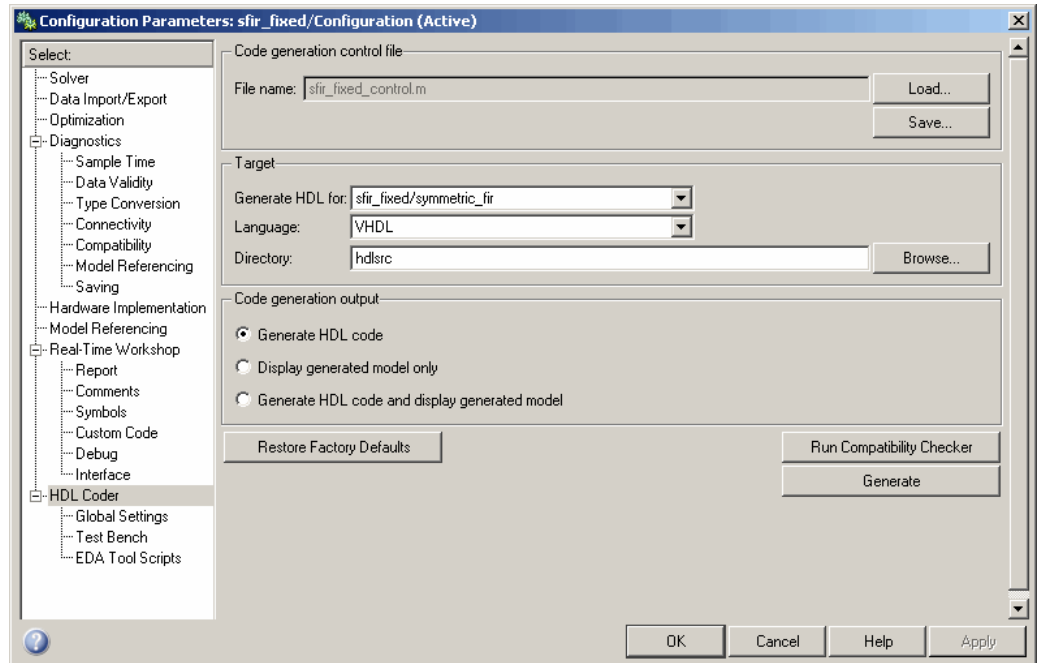 Configuration Parameters: sfir_fixed/Configuration (Active)
Select:
Solver
Data Import/Export
Optimization
Diagnostics
Sample Time
Data Validity
Type Conversion
Connectivity
Compatibility
Model Referencing
Saving
Hardware Implementation
Model Referencing
Real-Time Workshop
Report
Comments
Symbols
Custom Code
Debug
Interface
HDL Coder
Global Settings
Test Bench
EDA Tool Scripts
Code generation control file
File name: sfir_fixed_control.m Load...
Save...
Target
Generate HDL for: sfir_fixed/symmetric_fir
Language: VHDL
Directory: hdlsrc Browse...
Code generation output
Generate HDL code
Display generated model only
Generate HDL code and display generated model
Restore Factory Defaults Run Compatibility Checker
Generate
OK Cancel Help Apply